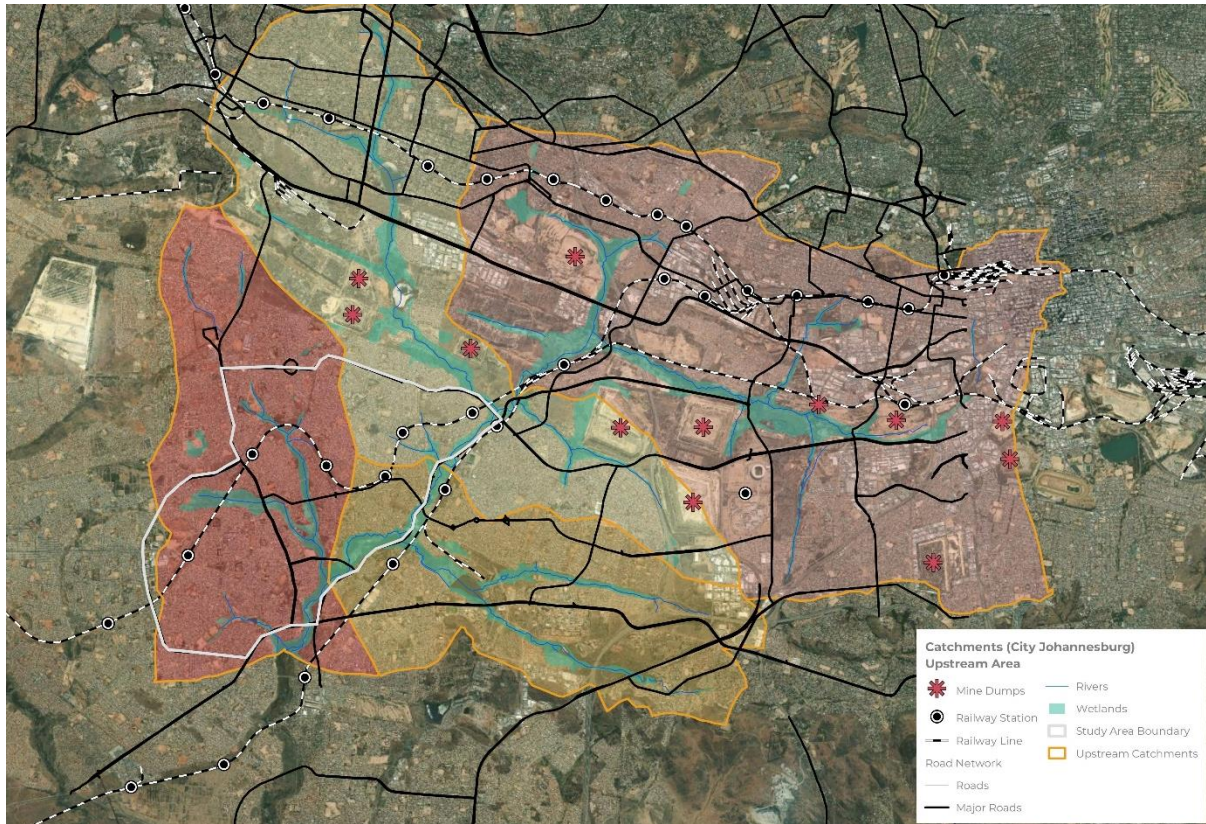 Catchments (City Johannesburg)
Upstream Area
Mine Dumps
Railway Station
Railway Line
Road Network
Roads
Major Roads
Rivers
Wetlands
Study Area Boundary
Upstream Catchments